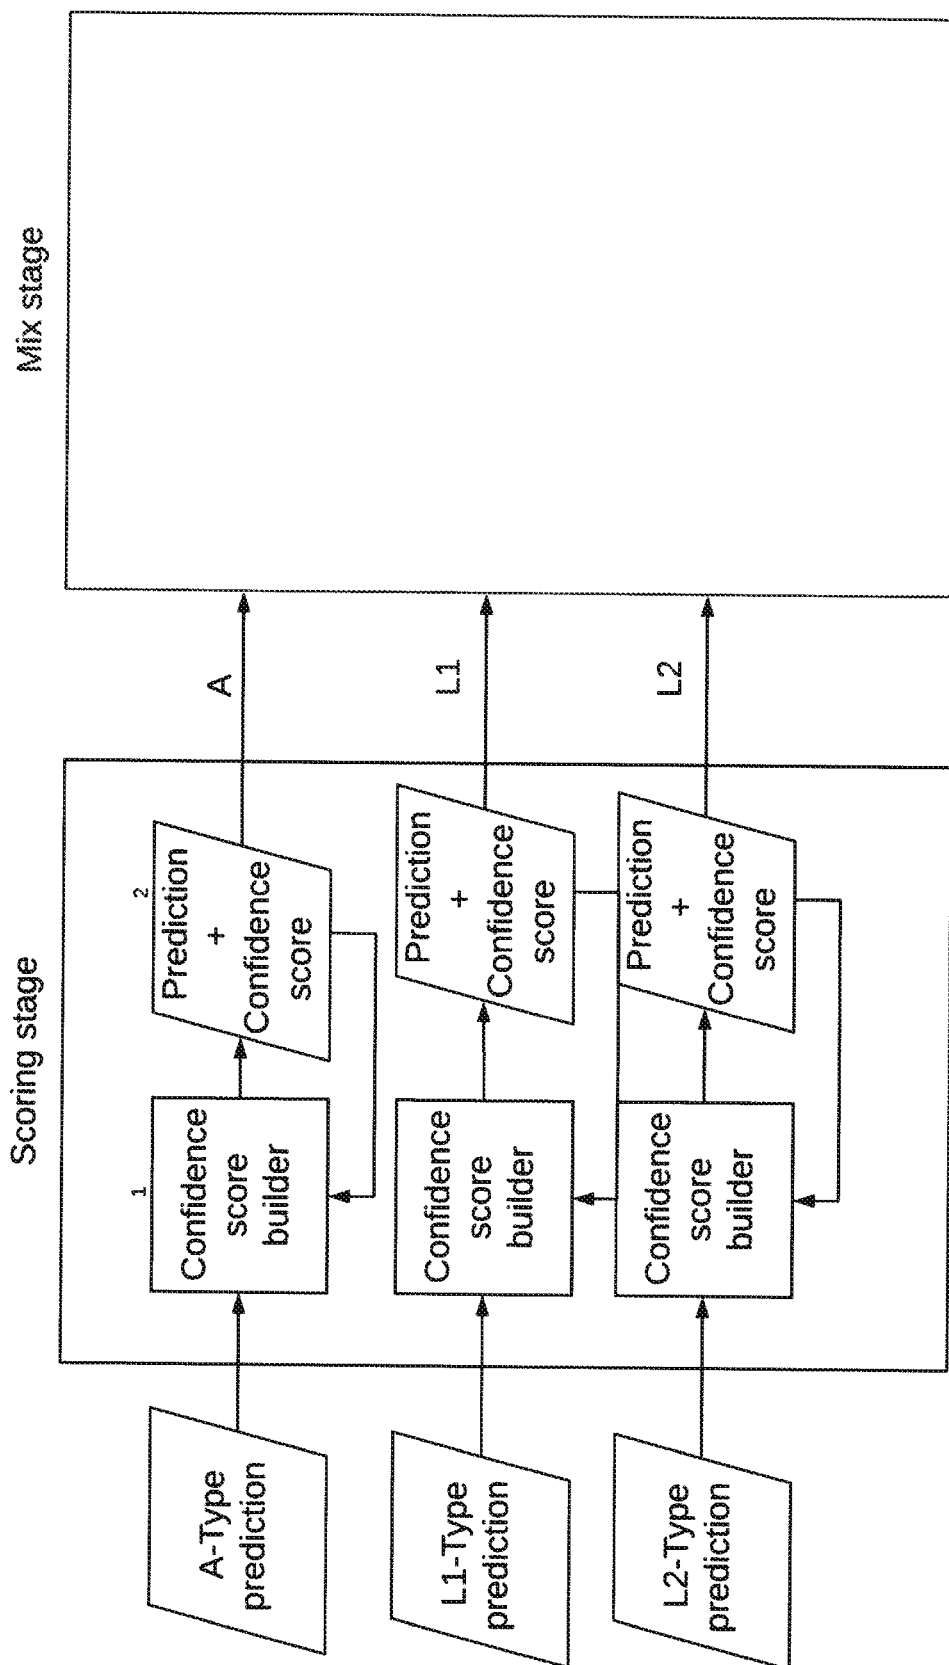 Scoring stage
Mix stage
A-Type
prediction
1
Confidence
score
builder
2
Prediction
+
Confidence
score
A
L1-Type
prediction
Confidence
score
builder
Prediction
+
Confidence
score
L1
L2-Type
prediction
Confidence
score
builder
Prediction
+
Confidence
score
L2